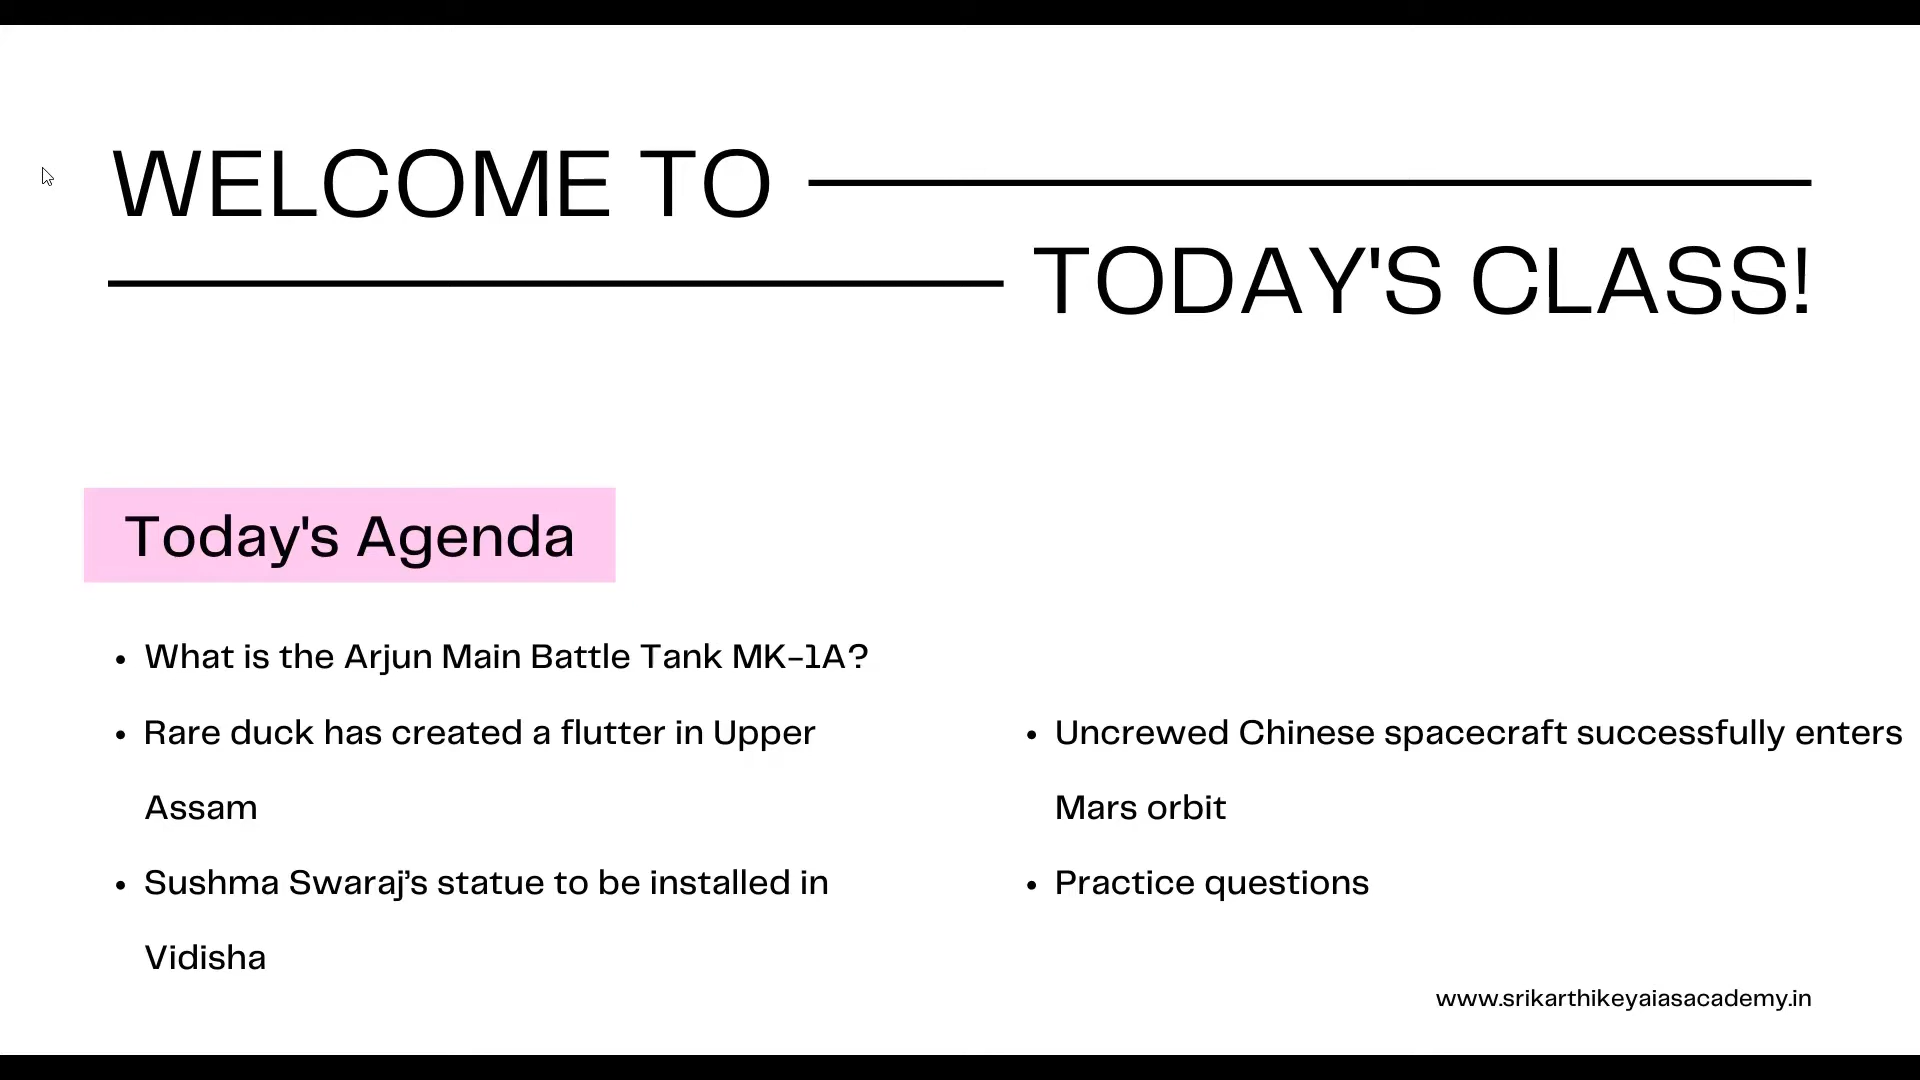 WELCOME TO
TODAY'S CLASS!
Today's Agenda
• What is the Arjun Main Battle Tank MK-1A?
• Rare duck has created a flutter in Upper
Assam
• Sushma Swaraj’s statue to be installed in
Vidisha
• Uncrewed Chinese spacecraft successfully enters
Mars orbit
• Practice questions
www.srikarthikeyaiasacademy.in